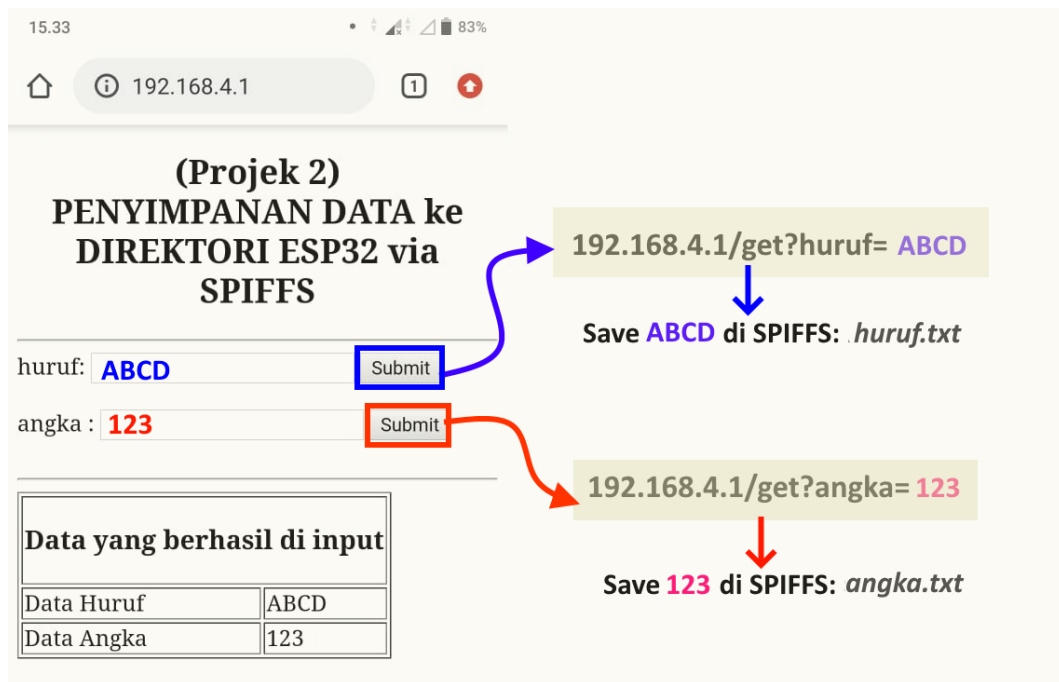 15.33
83%
192.168.4.1
1
(Projek 2)
PENYIMPANAN DATA ke
DIREKTORI ESP32 via
SPIFFS
192.168.4.1/get?huruf= ABCD
Save ABCD di SPIFFS: huruf.txt
huruf: ABCD Submit
angka : 123 Submit
192.168.4.1/get?angka= 123
Save 123 di SPIFFS: angka.txt
Data yang berhasil di input
Data Huruf ABCD
Data Angka 123